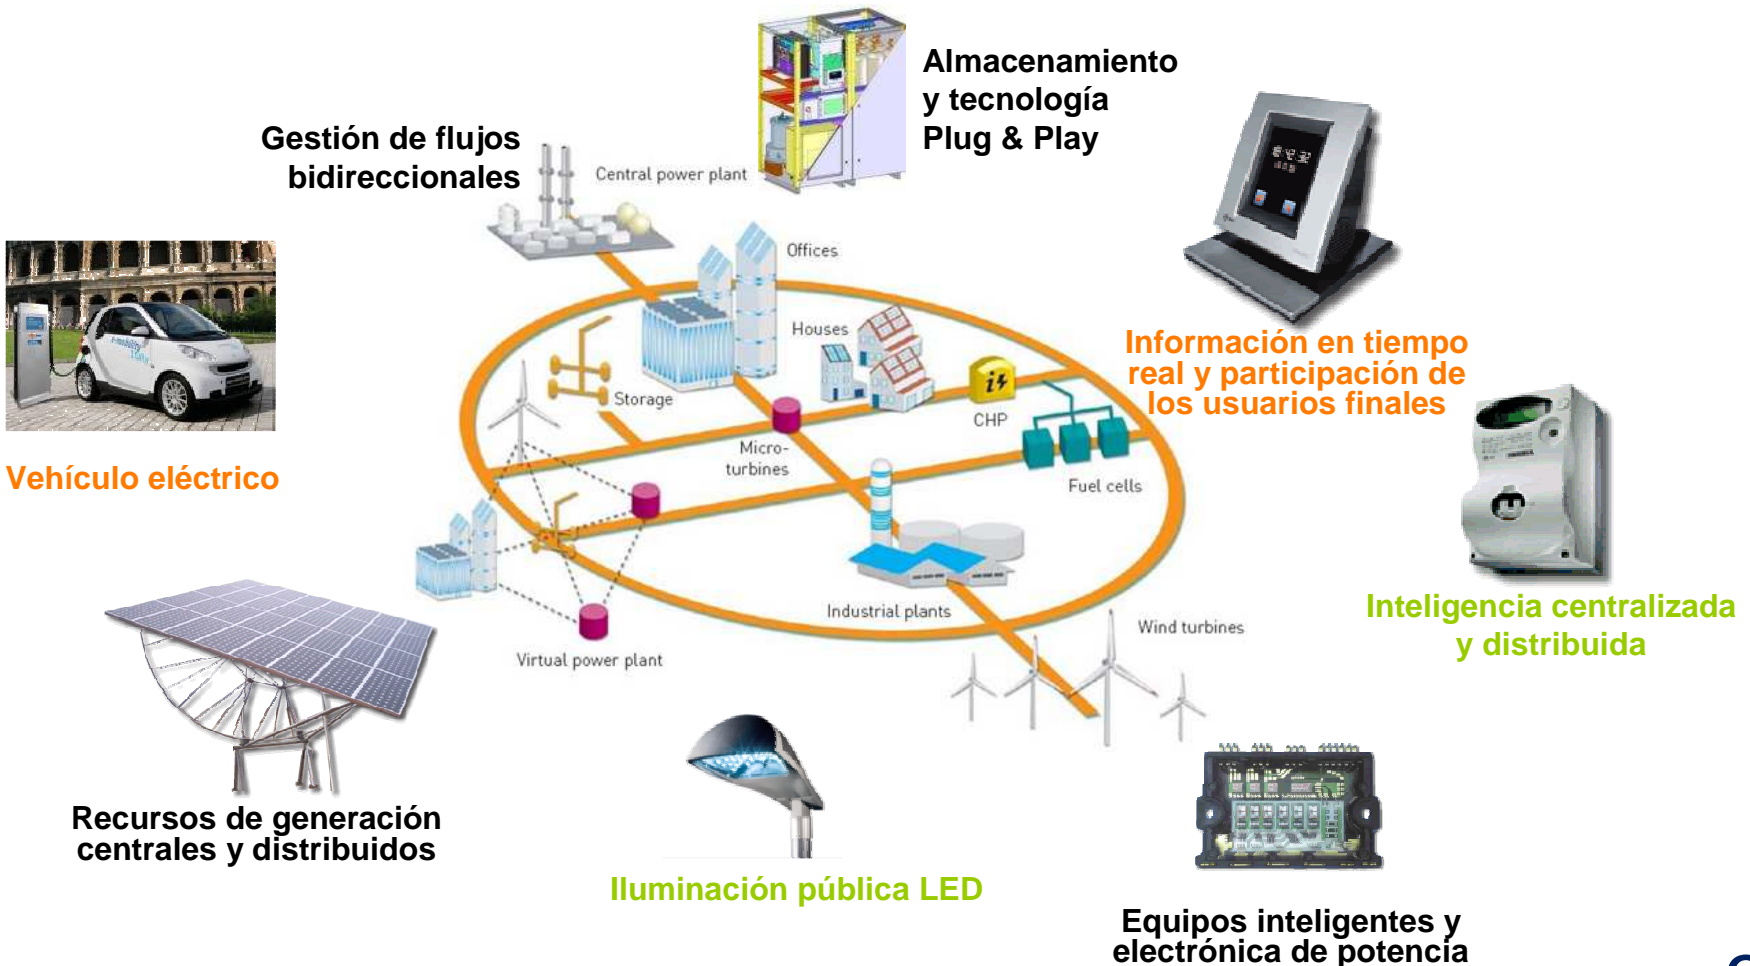 Almacenamiento
y tecnología
Plug & Play
Gestión de flujos
bidireccionales
Central power plant
Offices
Houses
Storage
CHP
Micro-
turbines
Fuel cells
Industrial plants
Wind turbines
Virtual power plant
Información en tiempo
real y participación de
los usuarios finales
Vehículo eléctrico
e-mobility
Inteligencia centralizada
y distribuida
Recursos de generación
centrales y distribuidos
Iluminación pública LED
Equipos inteligentes y
electrónica de potencia